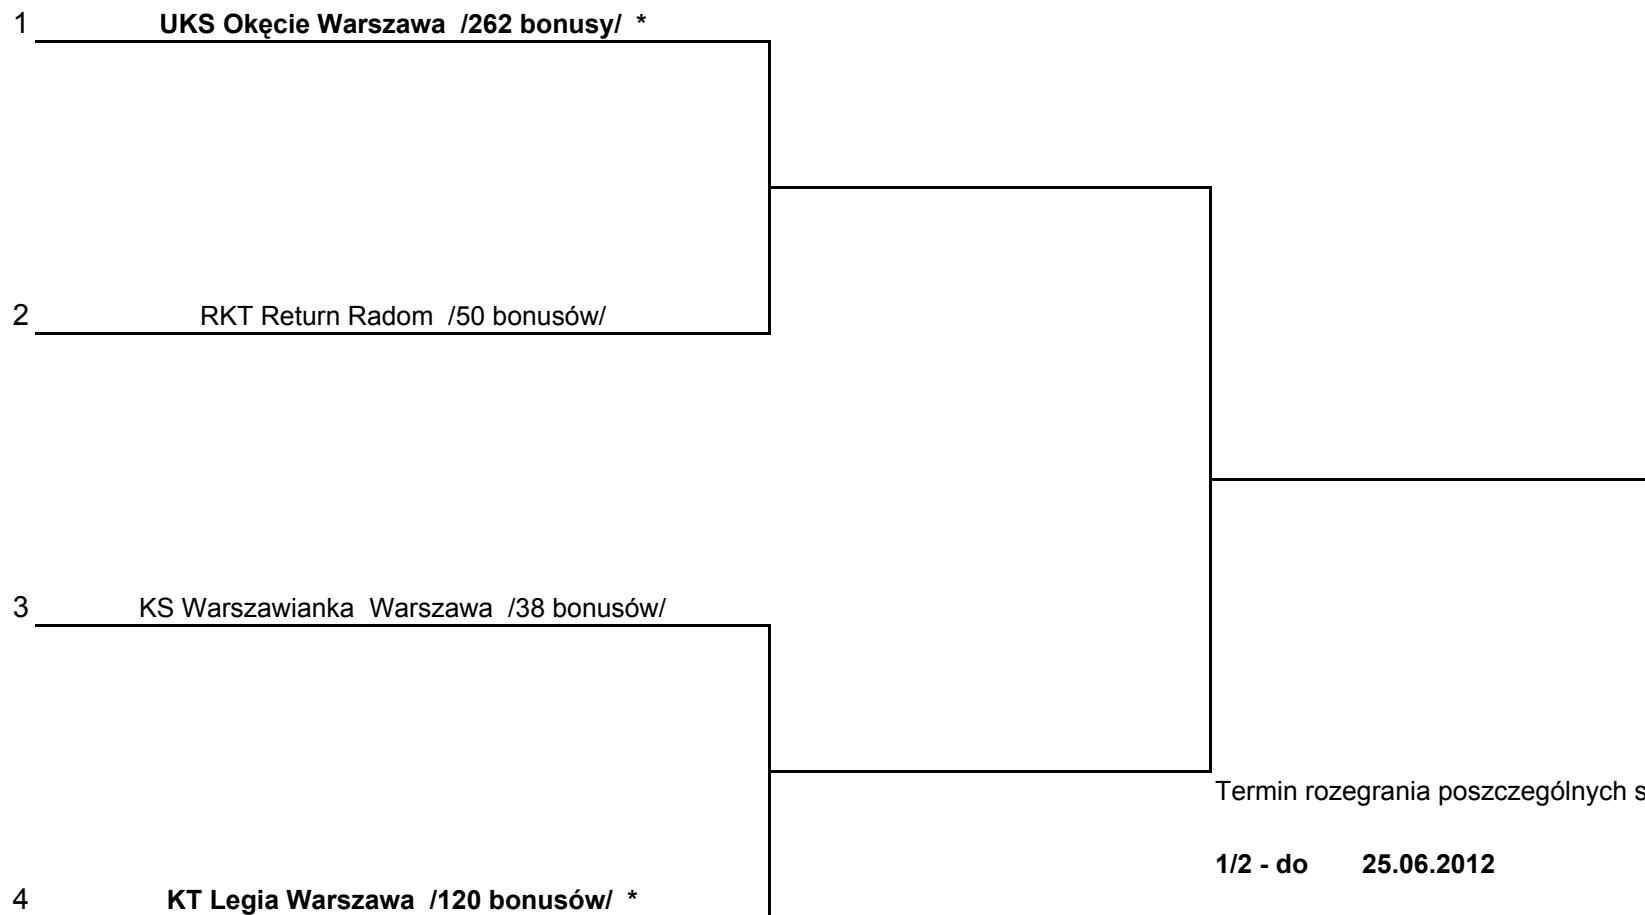 1 UKS Okęcie Warszawa /262 bonusy/ *
2 RKT Return Radom /50 bonusów/
3 KS Warszawianka Warszawa /38 bonusów/
Termin rozegrania poszczególnych s
1/2 - do 25.06.2012
4 KT Legia Warszawa /120 bonusów/ *